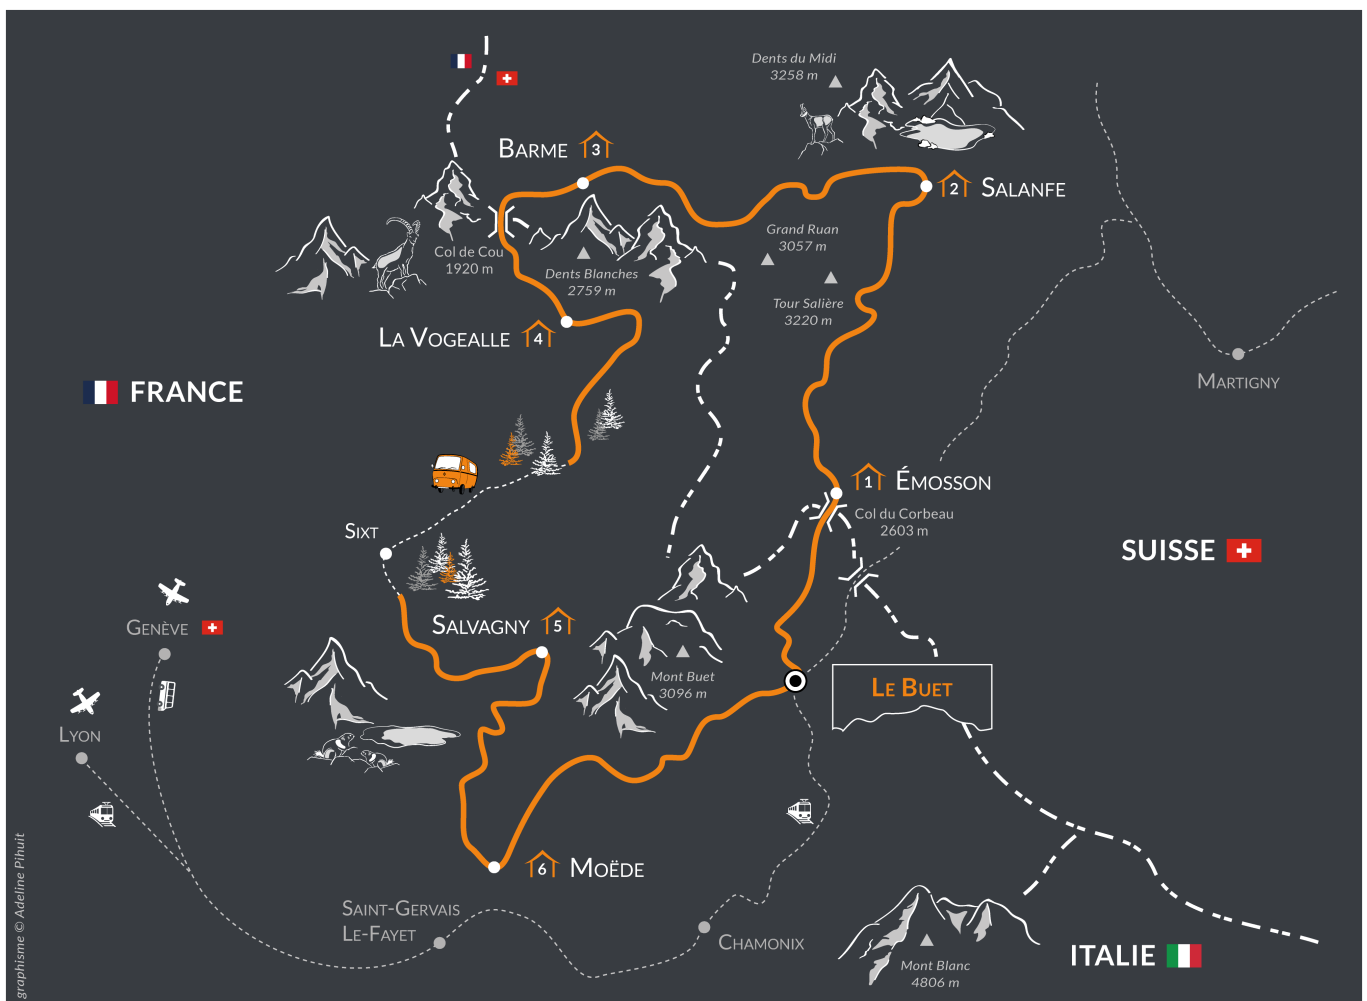 Dents du Midi
3258 m
BARME
3
2
SALANFE
Grand Ruan
3057 m
Col de Cou
1920 m
Dents Blanches
2759 m
Tour Salière
3220 m
LA VOGEALLE
4
FRANCE
MARTIGNY
1
ÉMOSSON
Col du Corbeau
2603 m
SIXT
SUISSE
SALVAGNY
5
GENÈVE
Mont Buet
3096 m
LE BUET
LYON
6
MOËDE
SAINT-GERVAIS
LE-FAYET
CHAMONIX
ITALIE
Mont Blanc
4806 m
graphisme © Adeline Pihuit